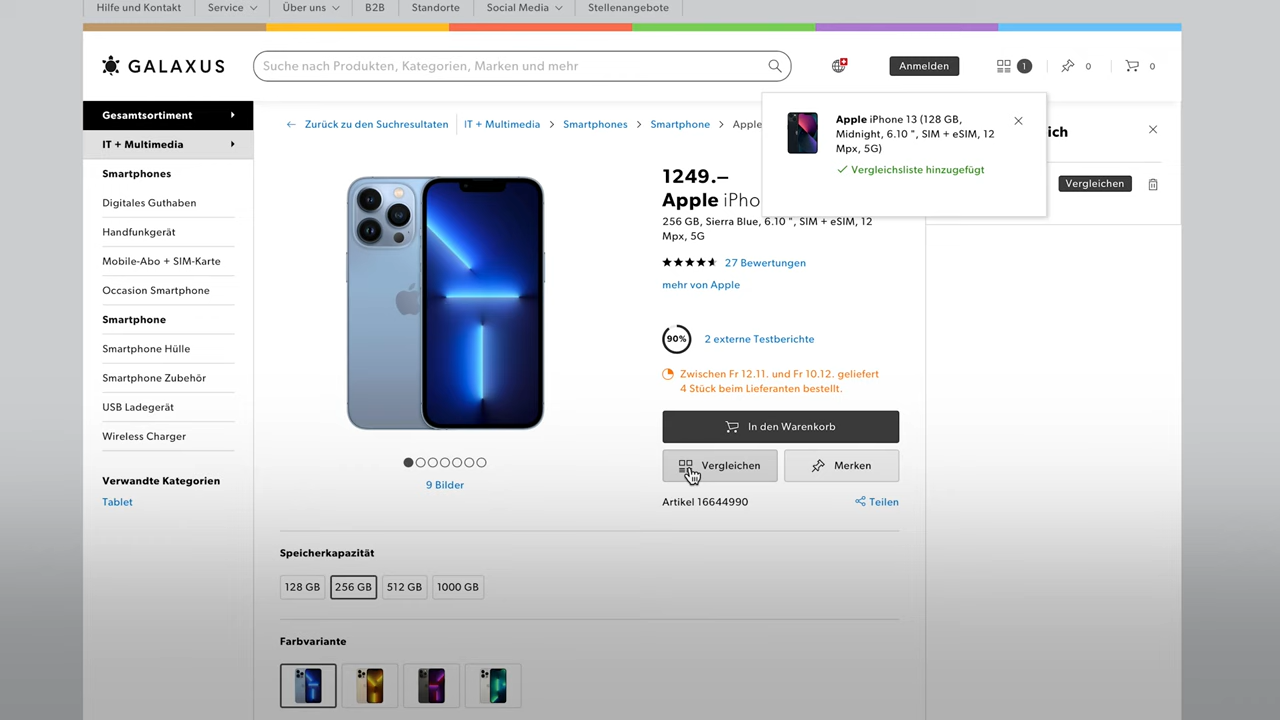 Hilfe und Kontakt
Service
Über uns
B2B
Standorte
Social Media
Stellenangebote
GALAXUS
Suche nach Produkten, Kategorien, Marken und mehr
Anmelden
1
0
0
Gesamtsortiment
IT + Multimedia
Smartphones
Digitales Guthaben
Handfunkgerät
Mobile-Abo + SIM-Karte
Occasion Smartphone
Smartphone
Smartphone Hülle
Smartphone Zubehör
USB Ladegerät
Wireless Charger
Verwandte Kategorien
Tablet
Zurück zu den Suchresultaten
IT + Multimedia
Smartphones
Smartphone
Apple
Apple iPhone 13 (128 GB,
Midnight, 6.10 ", SIM + eSIM, 12
Mpx, 5G)
Vergleichsliste hinzugefügt
ich
Vergleichen
1249.–
Apple iPho
256 GB, Sierra Blue, 6.10 ", SIM + eSIM, 12
Mpx, 5G
27 Bewertungen
mehr von Apple
90%
2 externe Testberichte
Zwischen Fr 12.11. und Fr 10.12. geliefert
4 Stück beim Lieferanten bestellt.
In den Warenkorb
Vergleichen
Merken
Artikel 16644990
Teilen
9 Bilder
Speicherkapazität
128 GB
256 GB
512 GB
1000 GB
Farbvariante